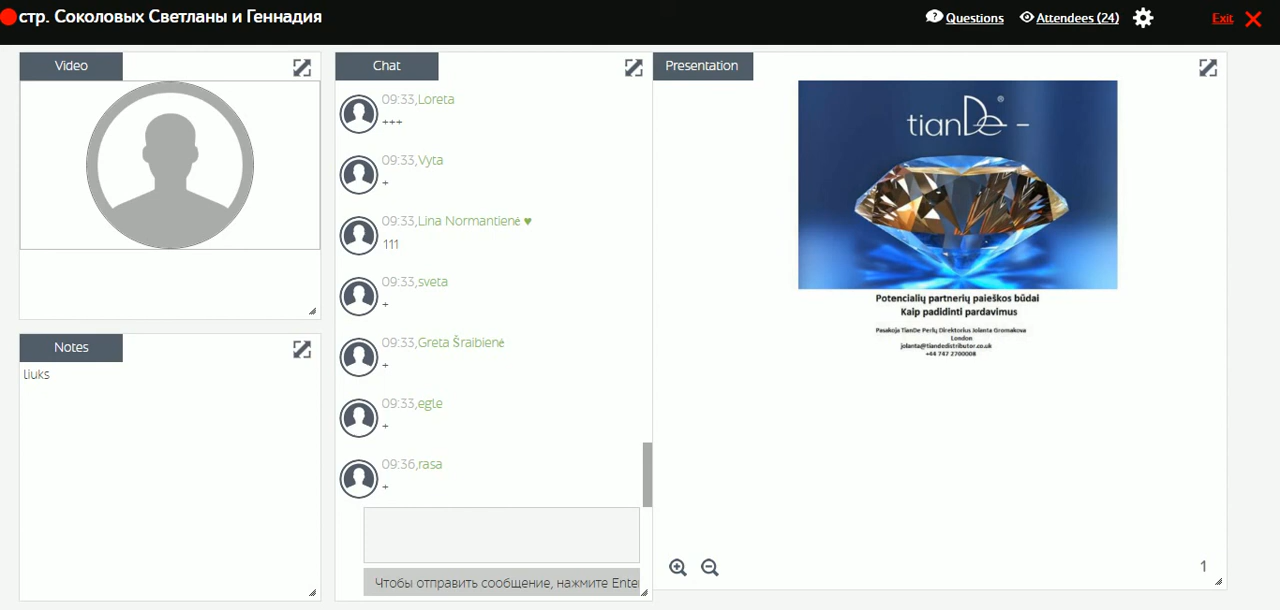 стр. Соколовых Светланы и Геннадия
Questions
Attendees (24)
Exit
Video
Notes
liuks
Chat
09:33,Loreta
+++
09:33,Vyta
+
09:33,Lina Normantienė ♥
111
09:33,sveta
+
09:33,Greta Šraibienė
+
09:33,egle
+
09:36,rasa
+
Чтобы отправить сообщение, нажмите Enter
Presentation
tianDe ® –
Potencialių partnerių paieškos būdai
Kaip padidinti pardavimus
Pasakoja TianDe Perlų Direktorius Jolanta Gromakova
London
jolanta@tiandedistributor.co.uk
+44 747 2700008
1